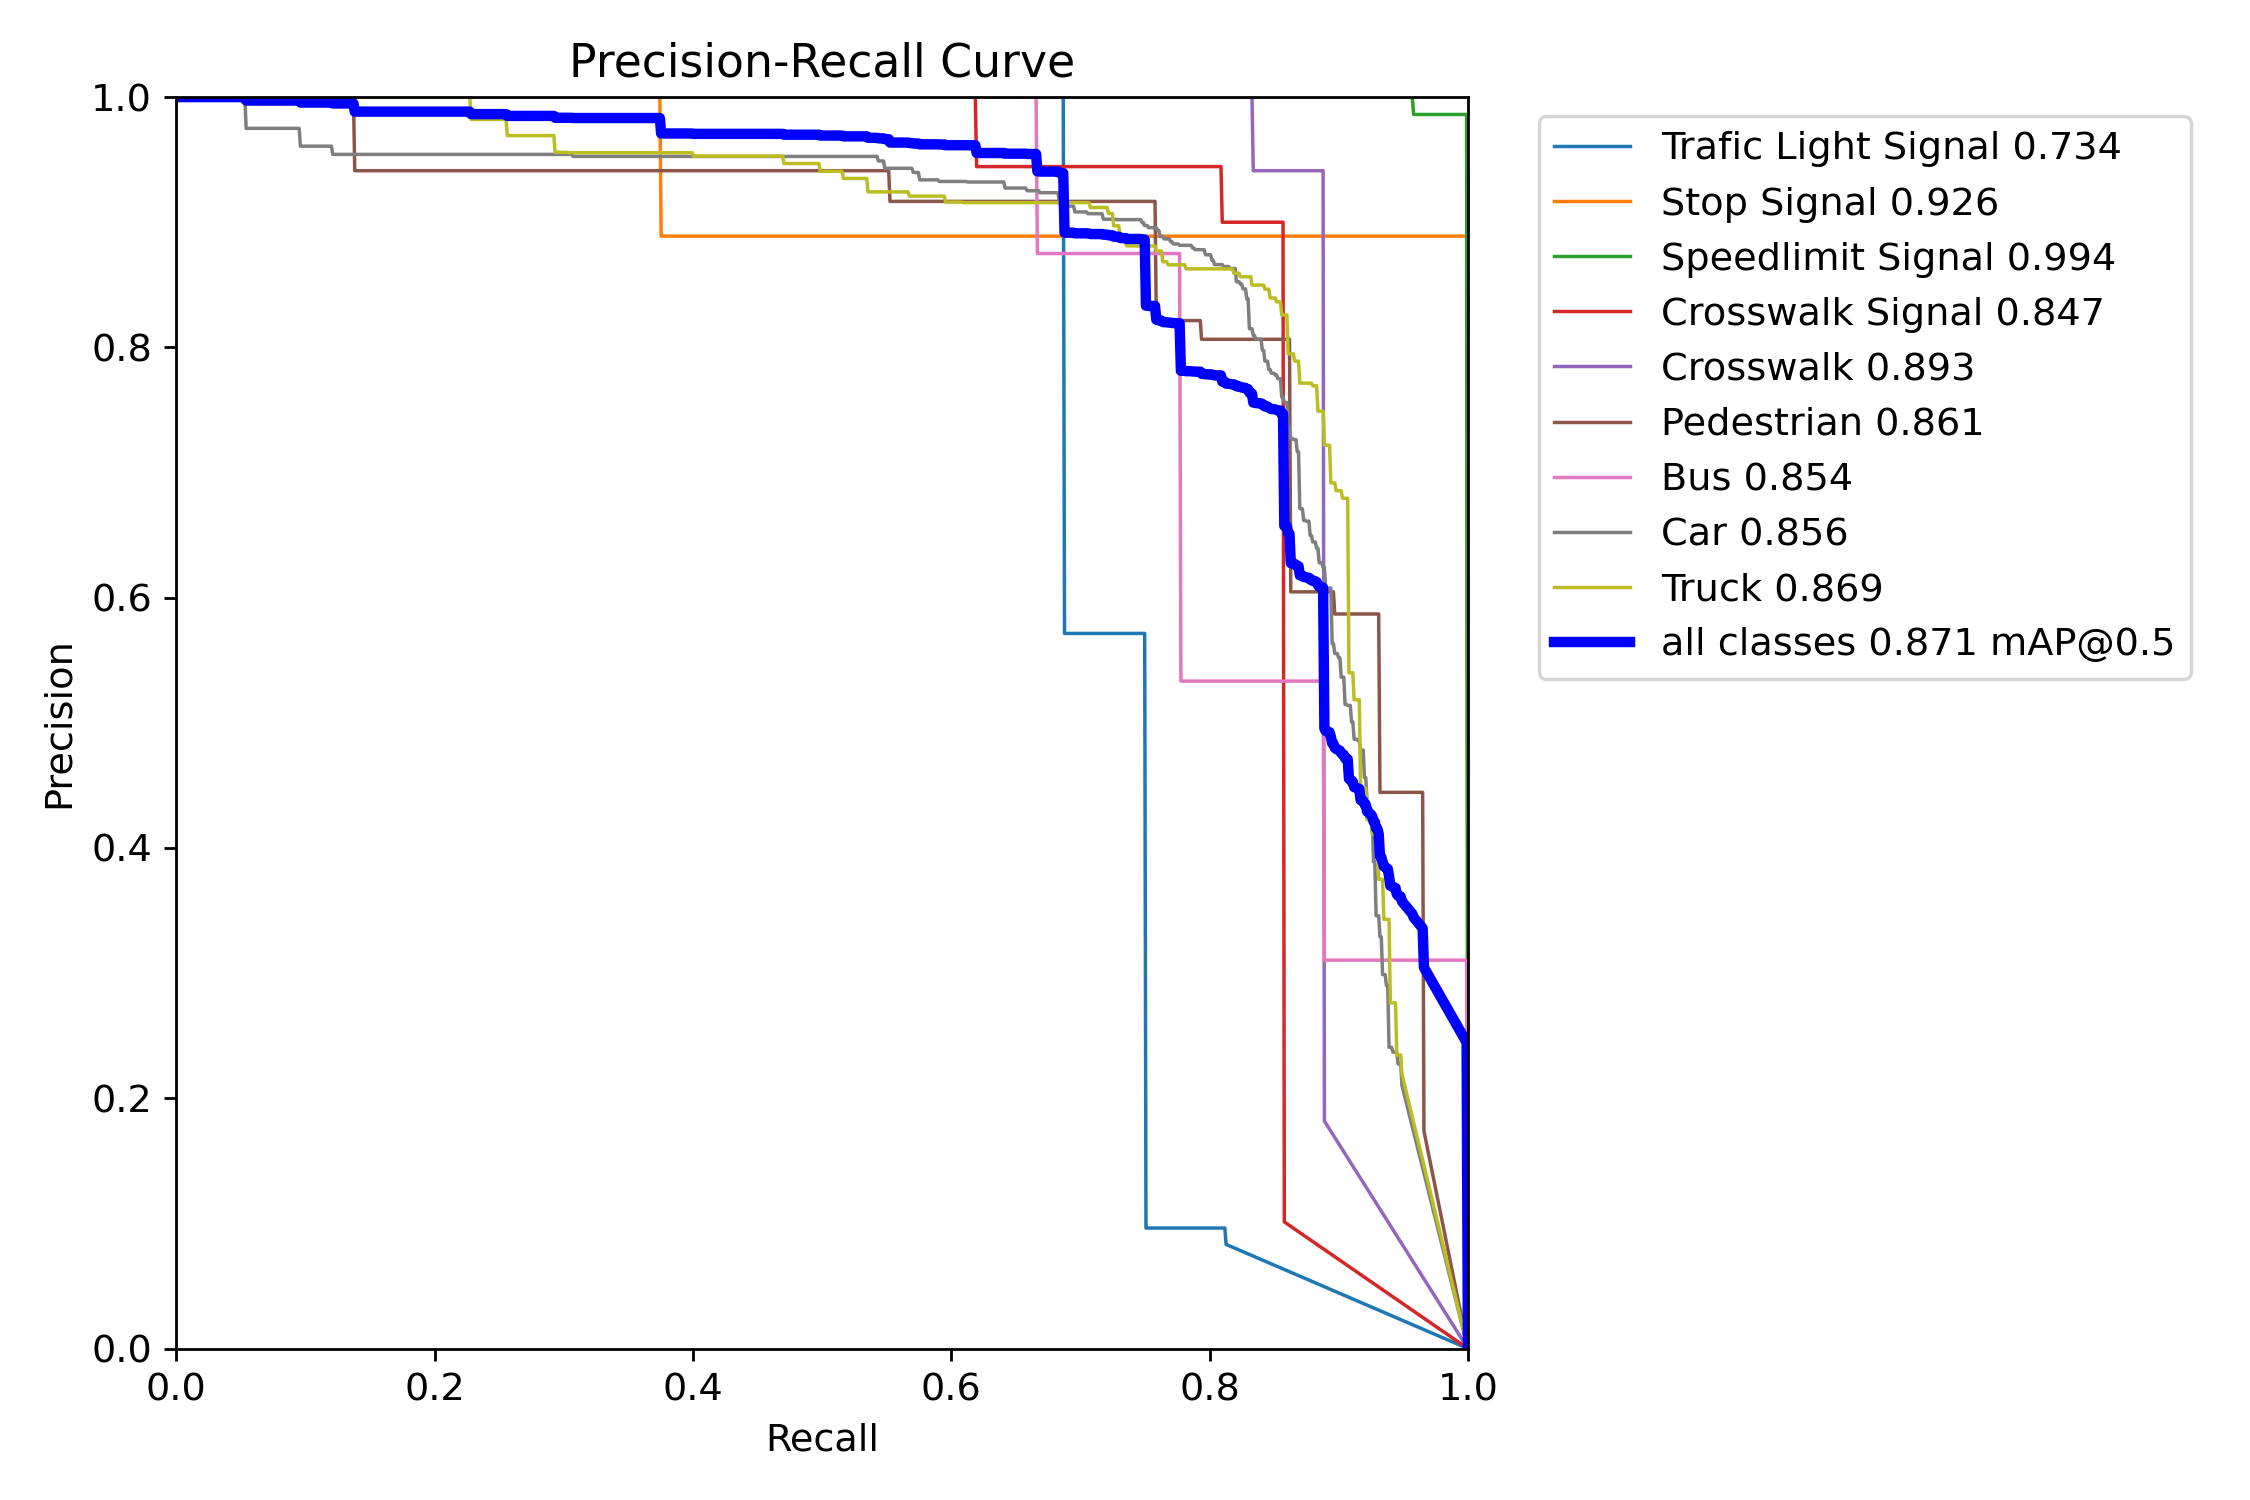 Precision-Recall Curve
1.0
0.8
0.6
0.4
0.2
0.0
Precision
0.0 0.2 0.4 0.6 0.8 1.0
Recall
Trafic Light Signal 0.734
Stop Signal 0.926
Speedlimit Signal 0.994
Crosswalk Signal 0.847
Crosswalk 0.893
Pedestrian 0.861
Bus 0.854
Car 0.856
Truck 0.869
all classes 0.871 mAP@0.5